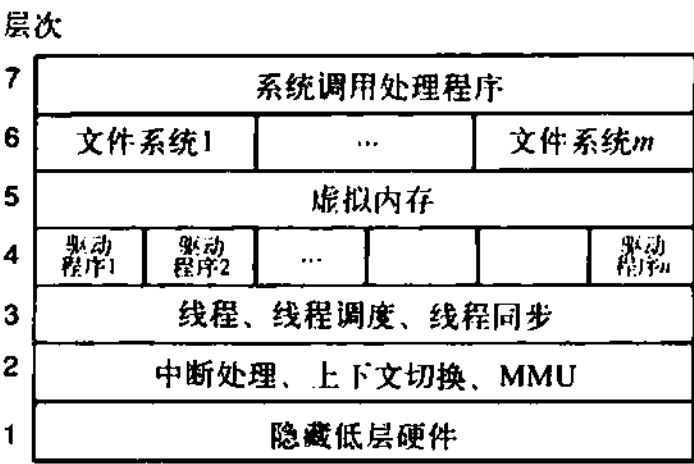 层次
7 系统调用处理程序
6 文件系统1 … 文件系统m
5 虚拟内存
4 驱动程序1 驱动程序2 … 驱动程序n
3 线程、线程调度、线程同步
2 中断处理、上下文切换、MMU
1 隐藏低层硬件